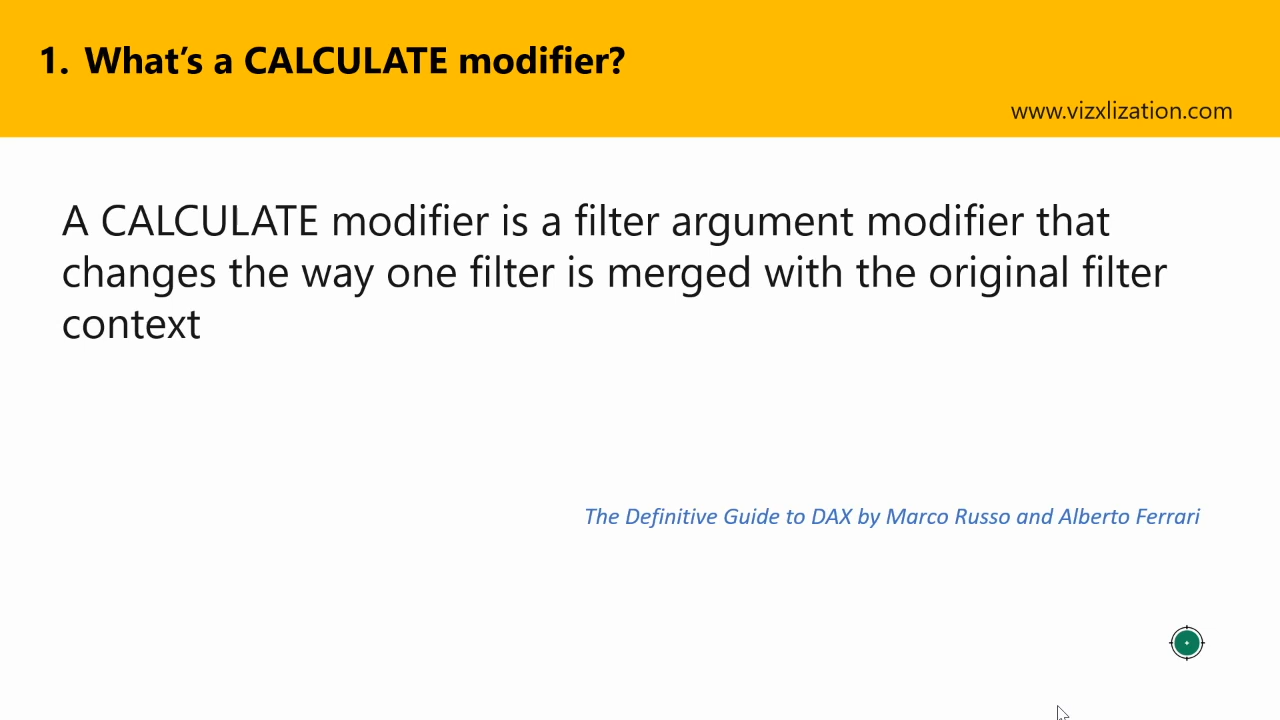 1. What’s a CALCULATE modifier?
www.vizxlization.com
A CALCULATE modifier is a filter argument modifier that
changes the way one filter is merged with the original filter
context
The Definitive Guide to DAX by Marco Russo and Alberto Ferrari